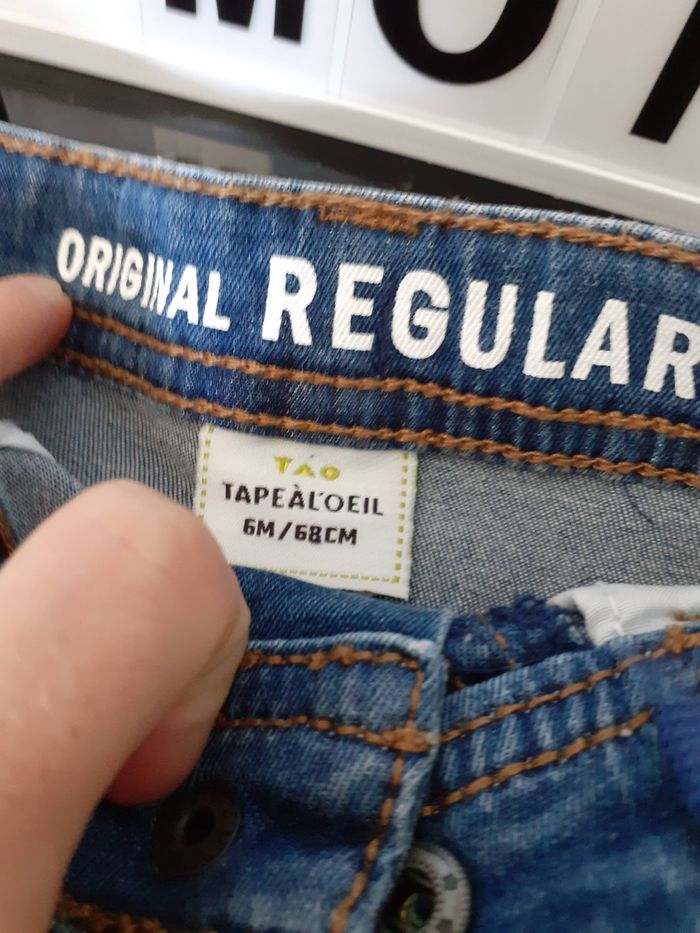 ORIGINAL REGULAR
TAO
TAPEÀL'OEIL
6M/68CM